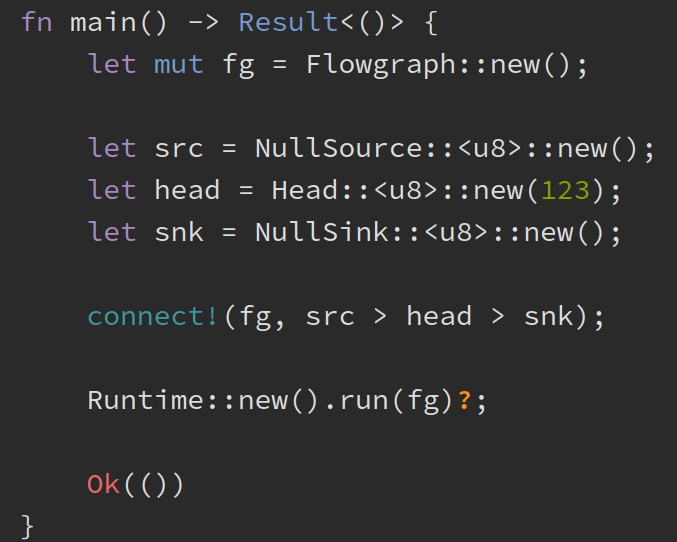 fn main() -> Result<()> {
    let mut fg = Flowgraph::new();

    let src = NullSource::<u8>::new();
    let head = Head::<u8>::new(123);
    let snk = NullSink::<u8>::new();

    connect!(fg, src > head > snk);

    Runtime::new().run(fg)?;

    Ok(())
}